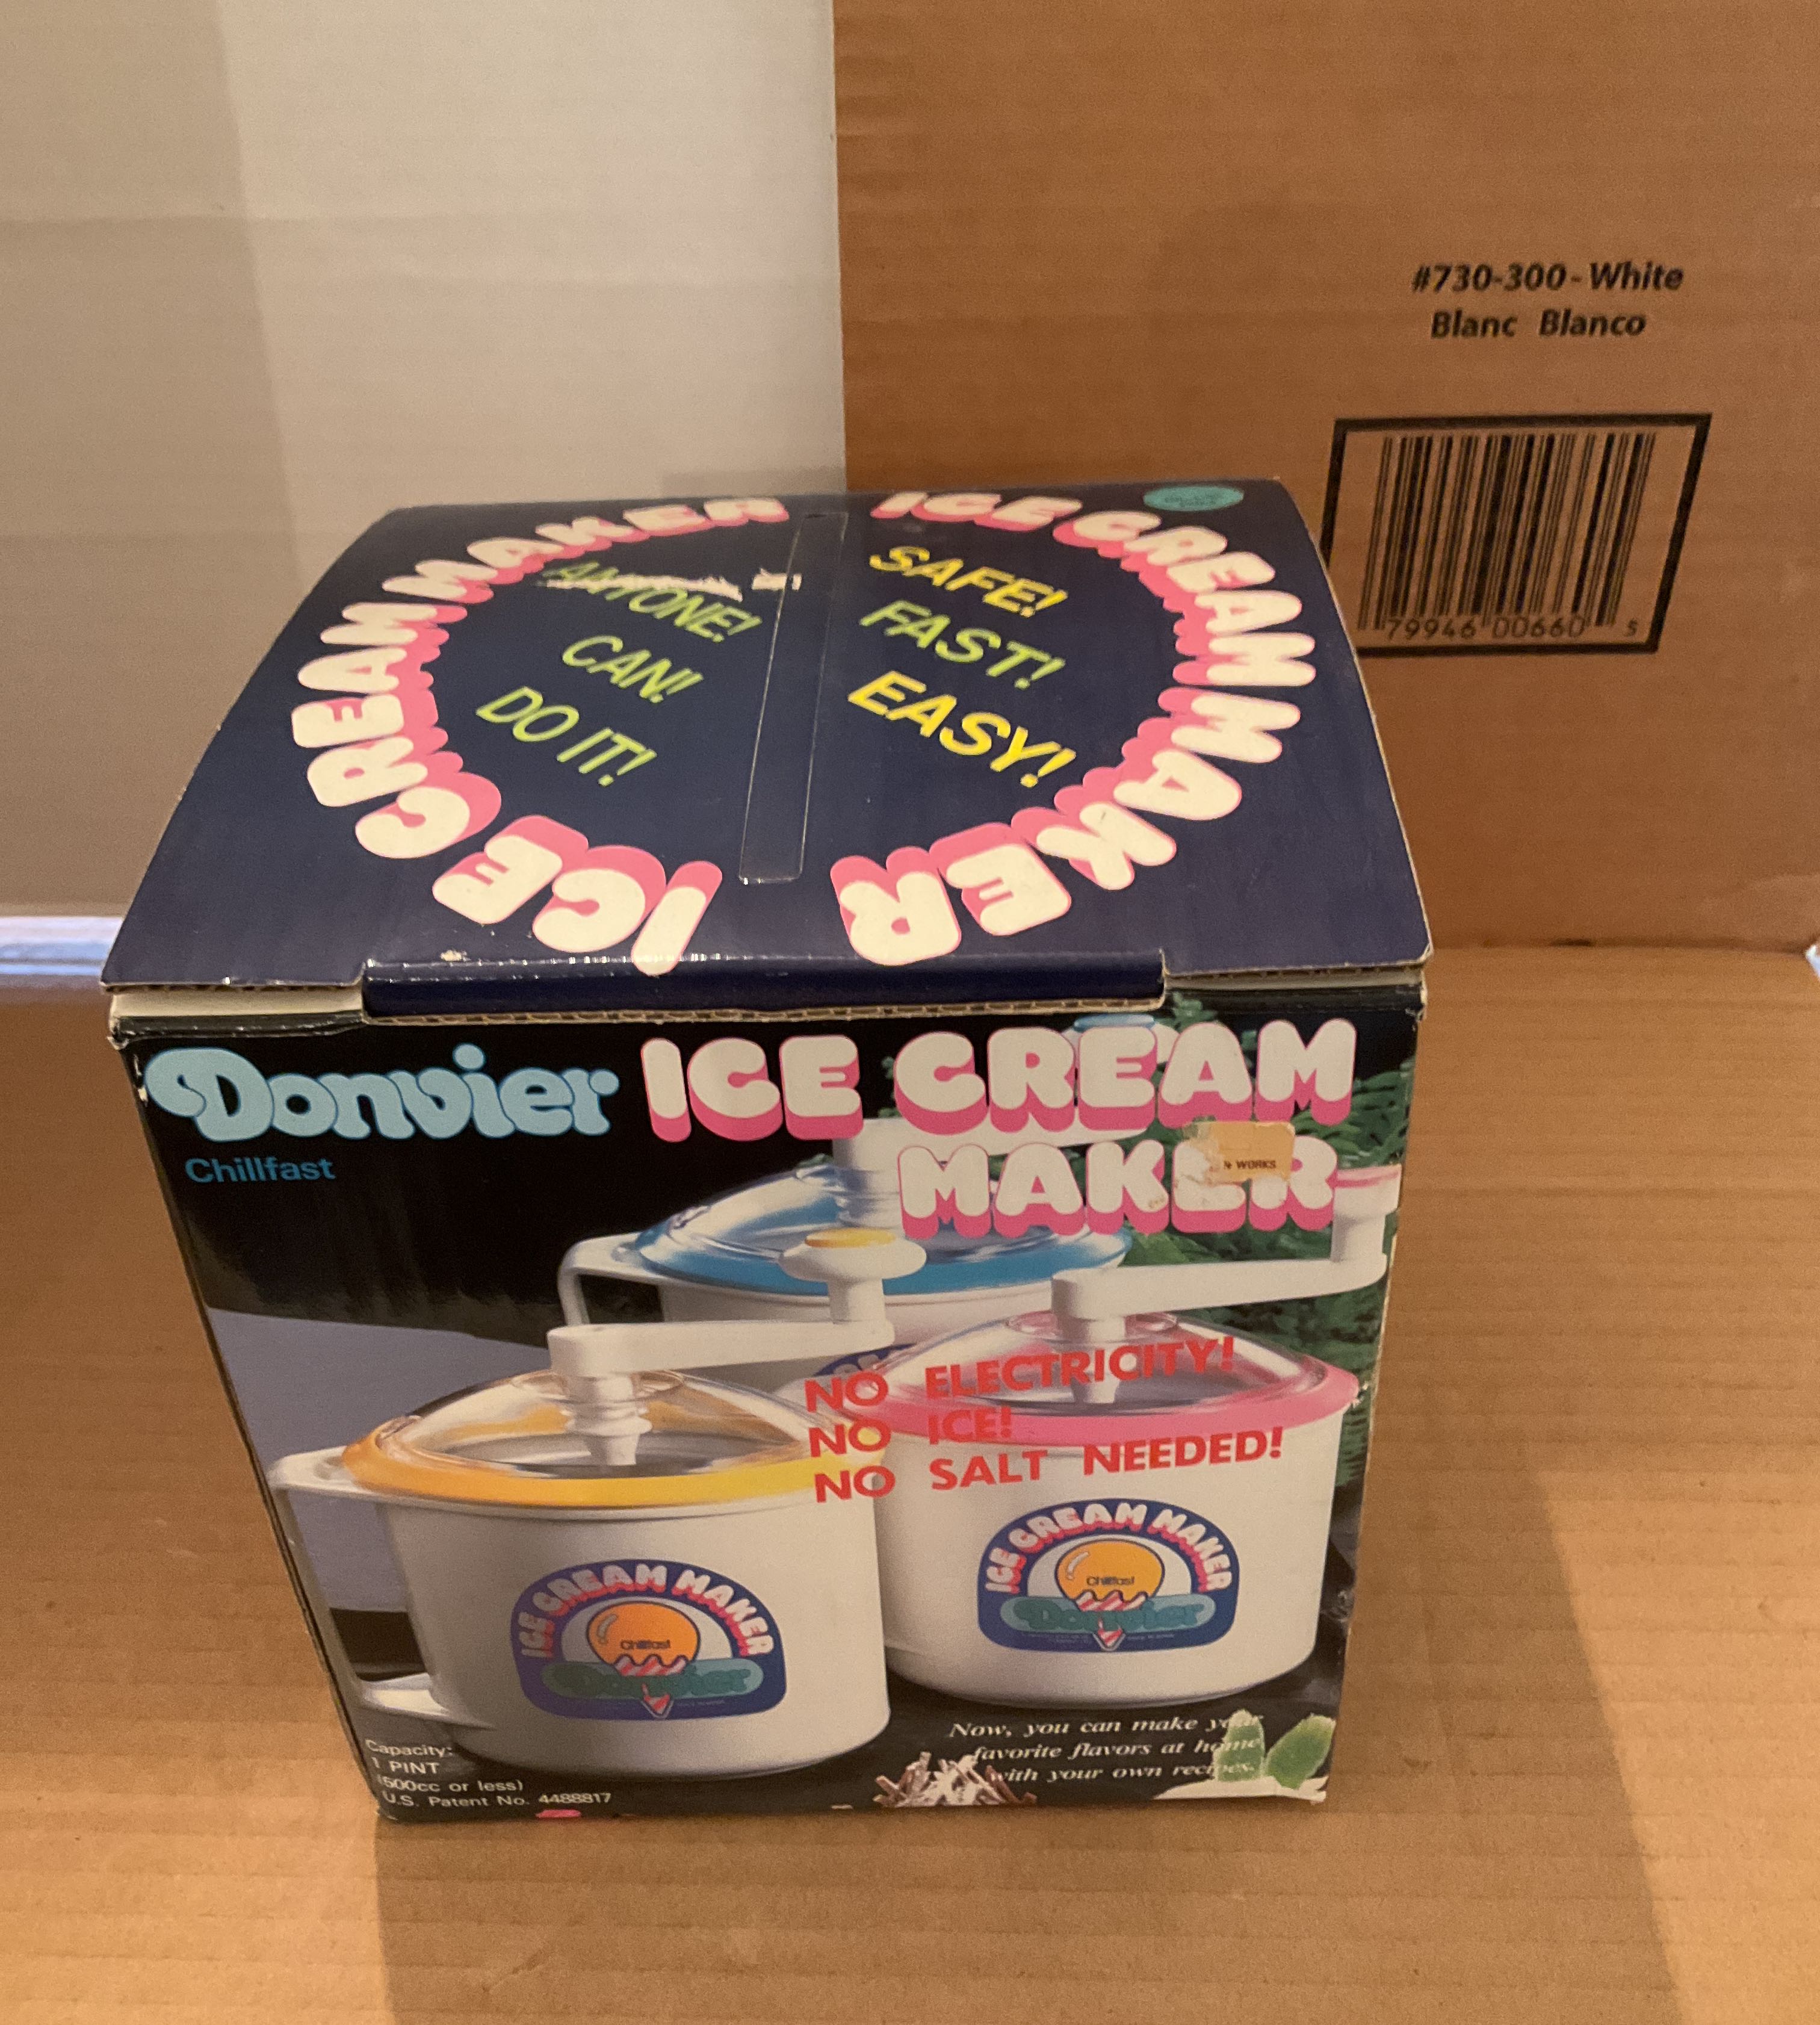 #730-300-White
Blanc Blanco
79946 00660 5
ICE CREAM MAKER
ICE CREAM MAKER
ANYONE!
CAN!
DO IT!
SAFE!
FAST!
EASY!
Donvier ICE CREAM
MAKER
Chillfast
WORKS
NO ELECTRICITY!
NO ICE!
NO SALT NEEDED!
ICE CREAM MAKER
Chillfast
Donvier
ICE CREAM MAKER
Chillfast
Donvier
Capacity:
1 PINT
(500cc or less)
U.S. Patent No. 4488817
Now, you can make your
favorite flavors at home
with your own recipes.